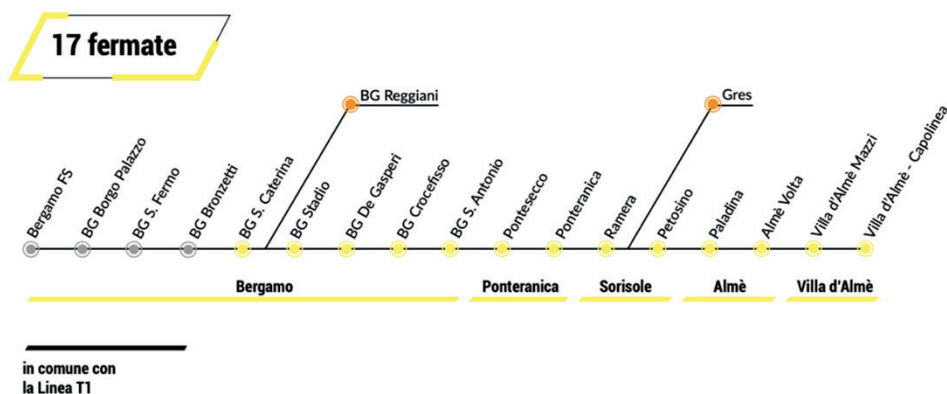 17 fermate
BG Reggiani
Gres
Bergamo FS
BG Borgo Palazzo
BG S. Fermo
BG Bronzetti
BG S. Caterina
BG Stadio
BG De Gasperi
BG Crocefisso
BG S. Antonio
Pontesecco
Ponteranica
Ramera
Petosino
Paladina
Almè Volta
Villa d'Almè Mazzi
Villa d'Almè - Capolinea
Bergamo
Ponteranica
Sorisole
Almè
Villa d'Almè
in comune con
la Linea T1